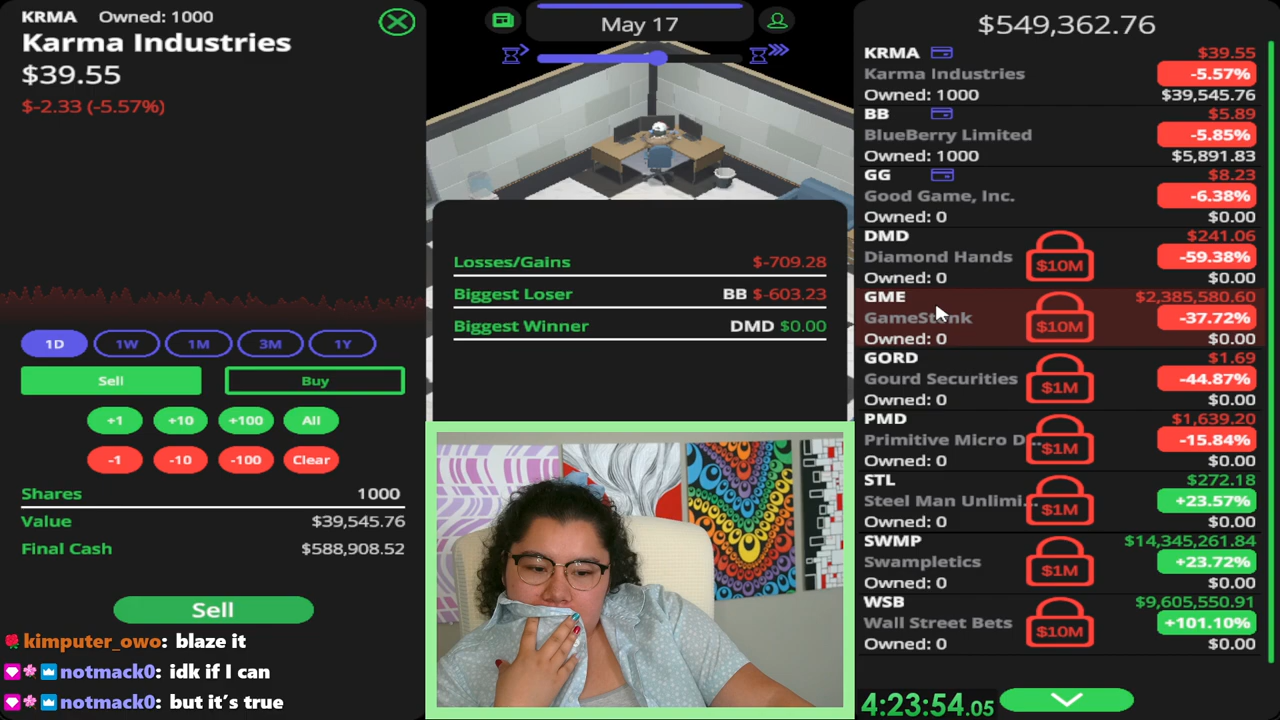 KRMA Owned: 1000
Karma Industries
$39.55
$-2.33 (-5.57%)
1D 1W 1M 3M 1Y
Sell Buy
+1 +10 +100 All
-1 -10 -100 Clear
Shares 1000
Value $39,545.76
Final Cash $588,908.52
Sell
kimputer_owo: blaze it
notmack0: idk if I can
notmack0: but it's true
May 17
Losses/Gains $-709.28
Biggest Loser BB $-603.23
Biggest Winner DMD $0.00
$549,362.76
KRMA $39.55
Karma Industries -5.57%
Owned: 1000 $39,545.76
BB $5.89
BlueBerry Limited -5.85%
Owned: 1000 $5,891.83
GG $8.23
Good Game, Inc. -6.38%
Owned: 0 $0.00
DMD $241.06
Diamond Hands $10M -59.38%
Owned: 0 $0.00
GME $2,385,580.60
GameStonk $10M -37.72%
Owned: 0 $0.00
GORD $1.69
Gourd Securities $1M -44.87%
Owned: 0 $0.00
PMD $1,639.20
Primitive Micro D... $1M -15.84%
Owned: 0 $0.00
STL $272.18
Steel Man Unlimi... $1M +23.57%
Owned: 0 $0.00
SWMP $14,345,261.84
Swampletics $1M +23.72%
Owned: 0 $0.00
WSB $9,605,550.91
Wall Street Bets $10M +101.10%
Owned: 0 $0.00
4:23:54.05